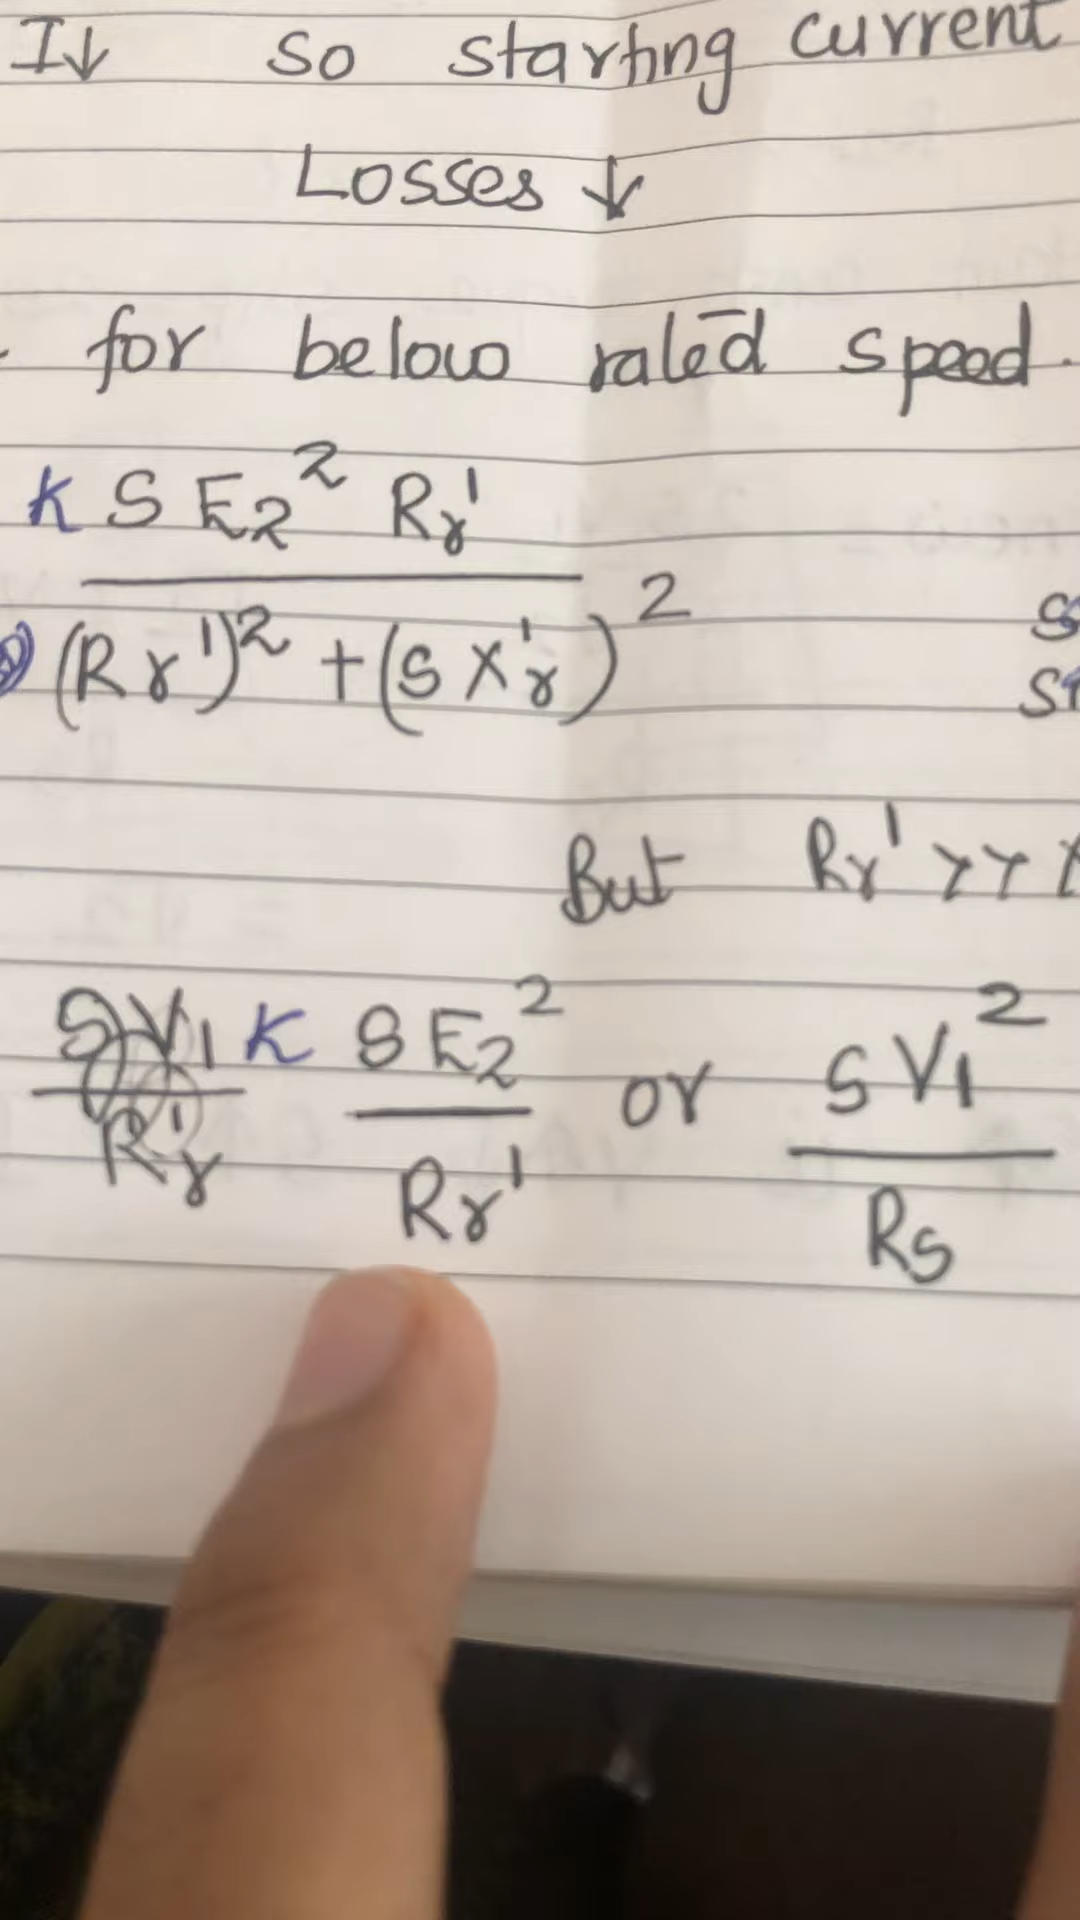 I↓ so starting current
Losses ↓
for below rated speed.
K S E₂² Rr'
(Rr')² + (S X'r)²
But Rr' >>
SV₁ K S E₂² or S V₁²
R'r Rr' Rs